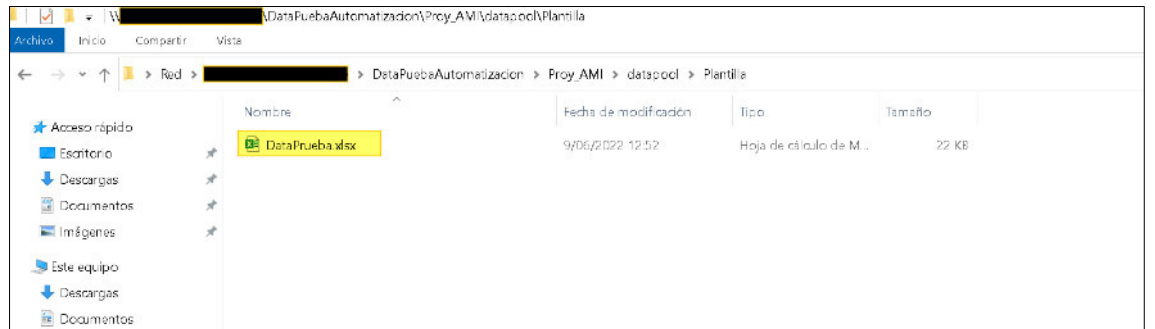 \DataPuebaAutomatizacion\Proy_AMI\datapool\Plantilla
Archivo Inicio Compartir Vista
Red > > DataPuebaAutomatizacion > Proy_AMI > datapool > Plantilla
Nombre Fecha de modificación Tipo Tamaño
Acceso rápido
DataPrueba.xlsx 9/06/2022 12:52 Hoja de cálculo de M... 22 KB
Escritorio
Descargas
Documentos
Imágenes
Este equipo
Descargas
Documentos